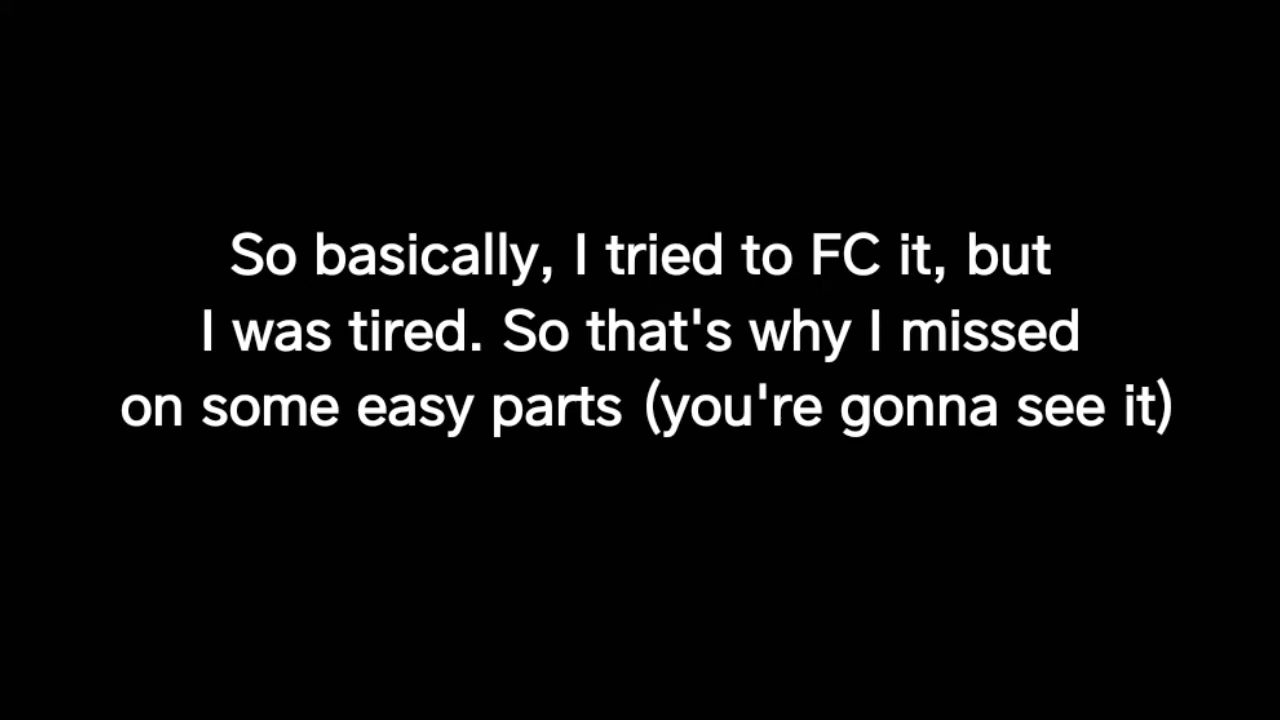 So basically, I tried to FC it, but
I was tired. So that's why I missed
on some easy parts (you're gonna see it)